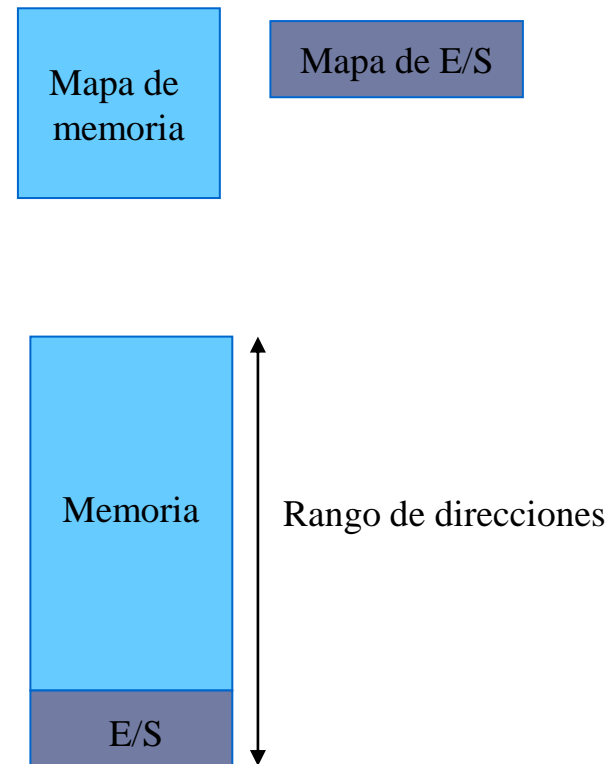 Mapa de
memoria
Mapa de E/S
Memoria
Rango de direcciones
E/S